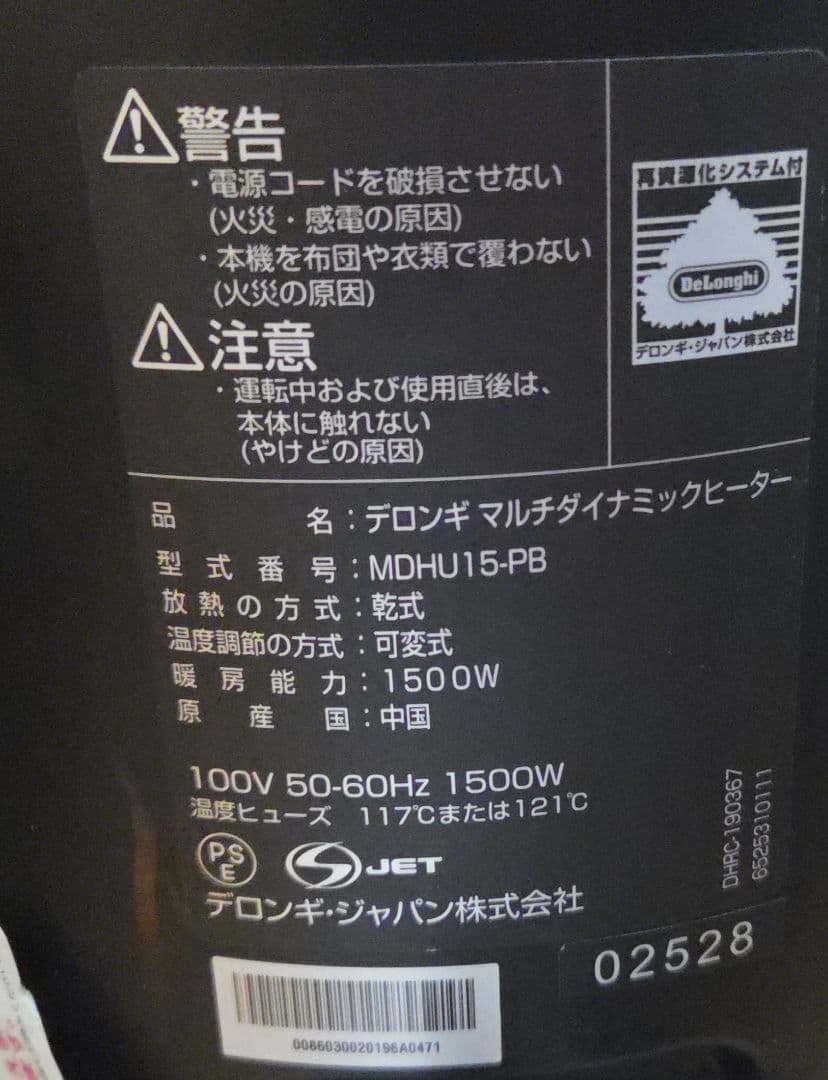 警告
・電源コードを破損させない
(火災・感電の原因)
・本機を布団や衣類で覆わない
(火災の原因)
注意
・運転中および使用直後は、
本体に触れない
(やけどの原因)
再資源化システム付
DeLonghi
デロンギ・ジャパン株式会社
品名：デロンギ マルチダイナミックヒーター
型式番号：MDHU15-PB
放熱の方式：乾式
温度調節の方式：可変式
暖房能力：1500W
原産国：中国
100V 50-60Hz 1500W
温度ヒューズ 117℃または121℃
PSE
JET
デロンギ・ジャパン株式会社
DHRC-190367
6525310111
02528
0086030020196A0471